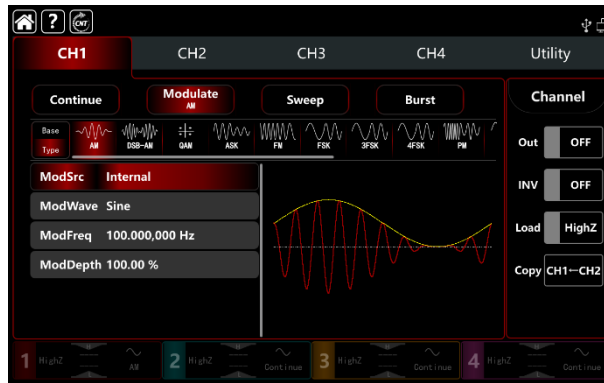 ? CNT
CH1 CH2 CH3 CH4 Utility
Continue Modulate Sweep Burst Channel
AM
Base
Type AM DSB-AM QAM ASK FM FSK 3FSK 4FSK PM
Out OFF
ModSrc Internal
INV OFF
ModWave Sine
ModFreq 100.000,000 Hz
Load HighZ
ModDepth 100.00 %
Copy CH1←CH2
1 HighZ AM 2 HighZ Continue 3 HighZ Continue 4 HighZ Continue